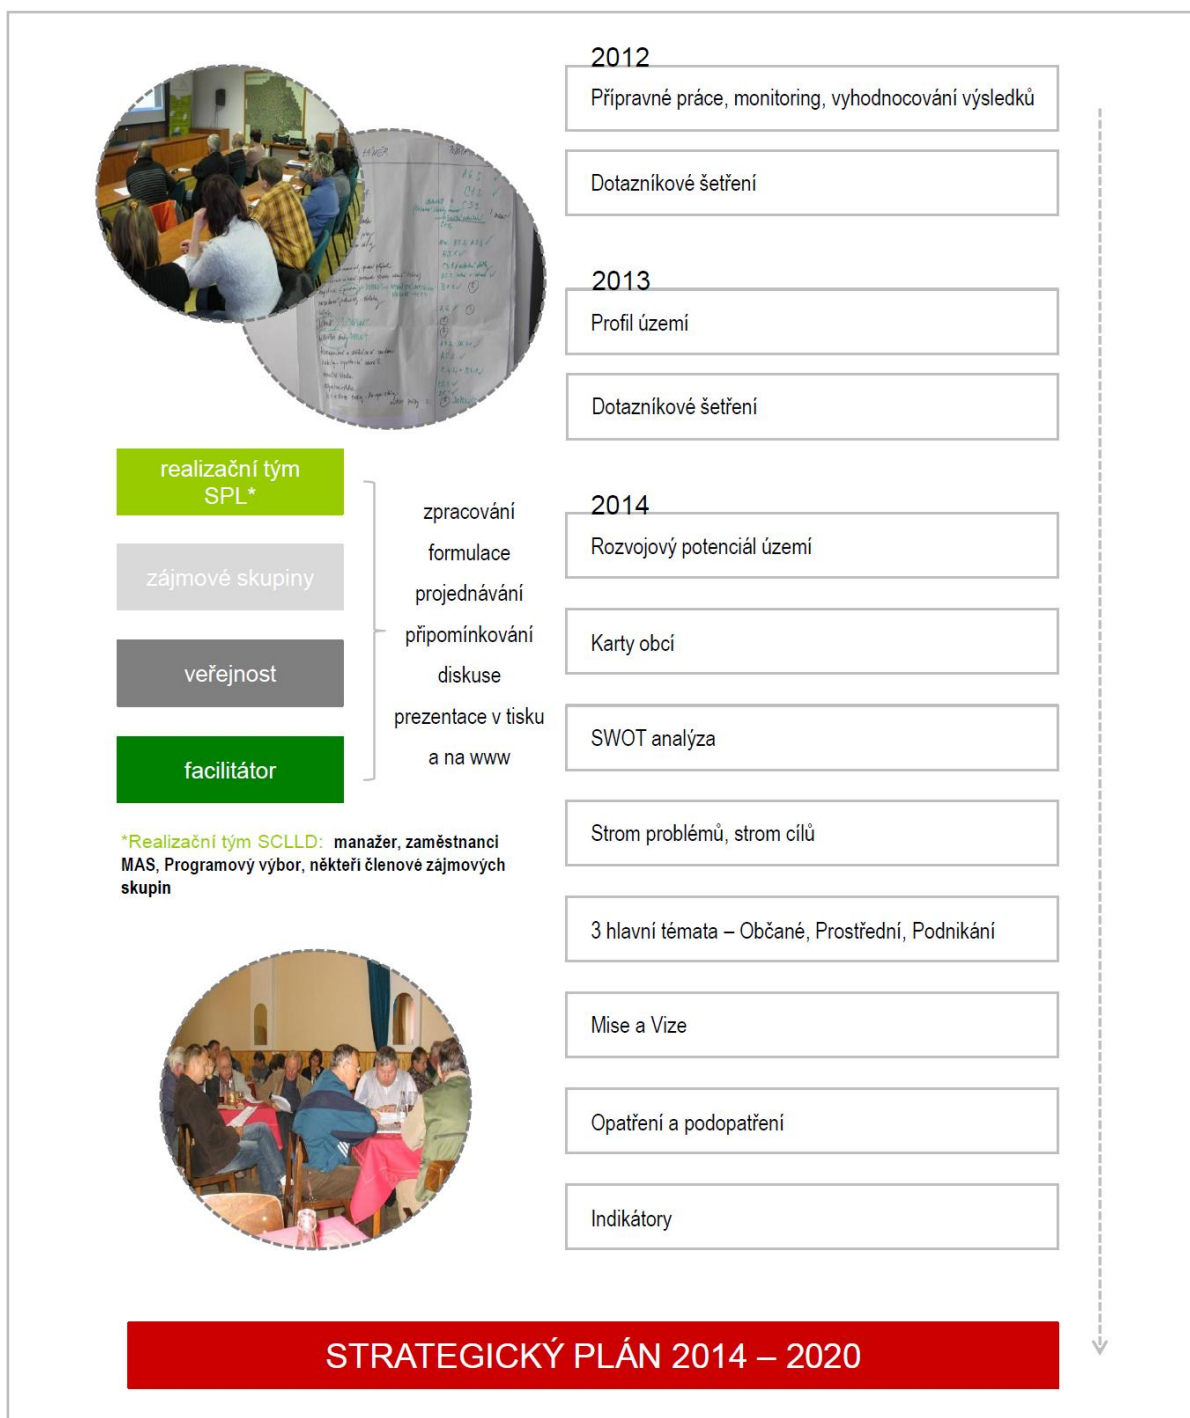 2012
Přípravné práce, monitoring, vyhodnocování výsledků
Dotazníkové šetření
2013
Profil území
Dotazníkové šetření
realizační tým
SPL*
zájmové skupiny
veřejnost
facilitátor
zpracování
formulace
projednávání
připomínkování
diskuse
prezentace v tisku
a na www
*Realizační tým SCLLD: manažer, zaměstnanci
MAS, Programový výbor, někteří členové zájmových
skupin
2014
Rozvojový potenciál území
Karty obcí
SWOT analýza
Strom problémů, strom cílů
3 hlavní témata – Občané, Prostřední, Podnikání
Mise a Vize
Opatření a podopatření
Indikátory
STRATEGICKÝ PLÁN 2014 – 2020